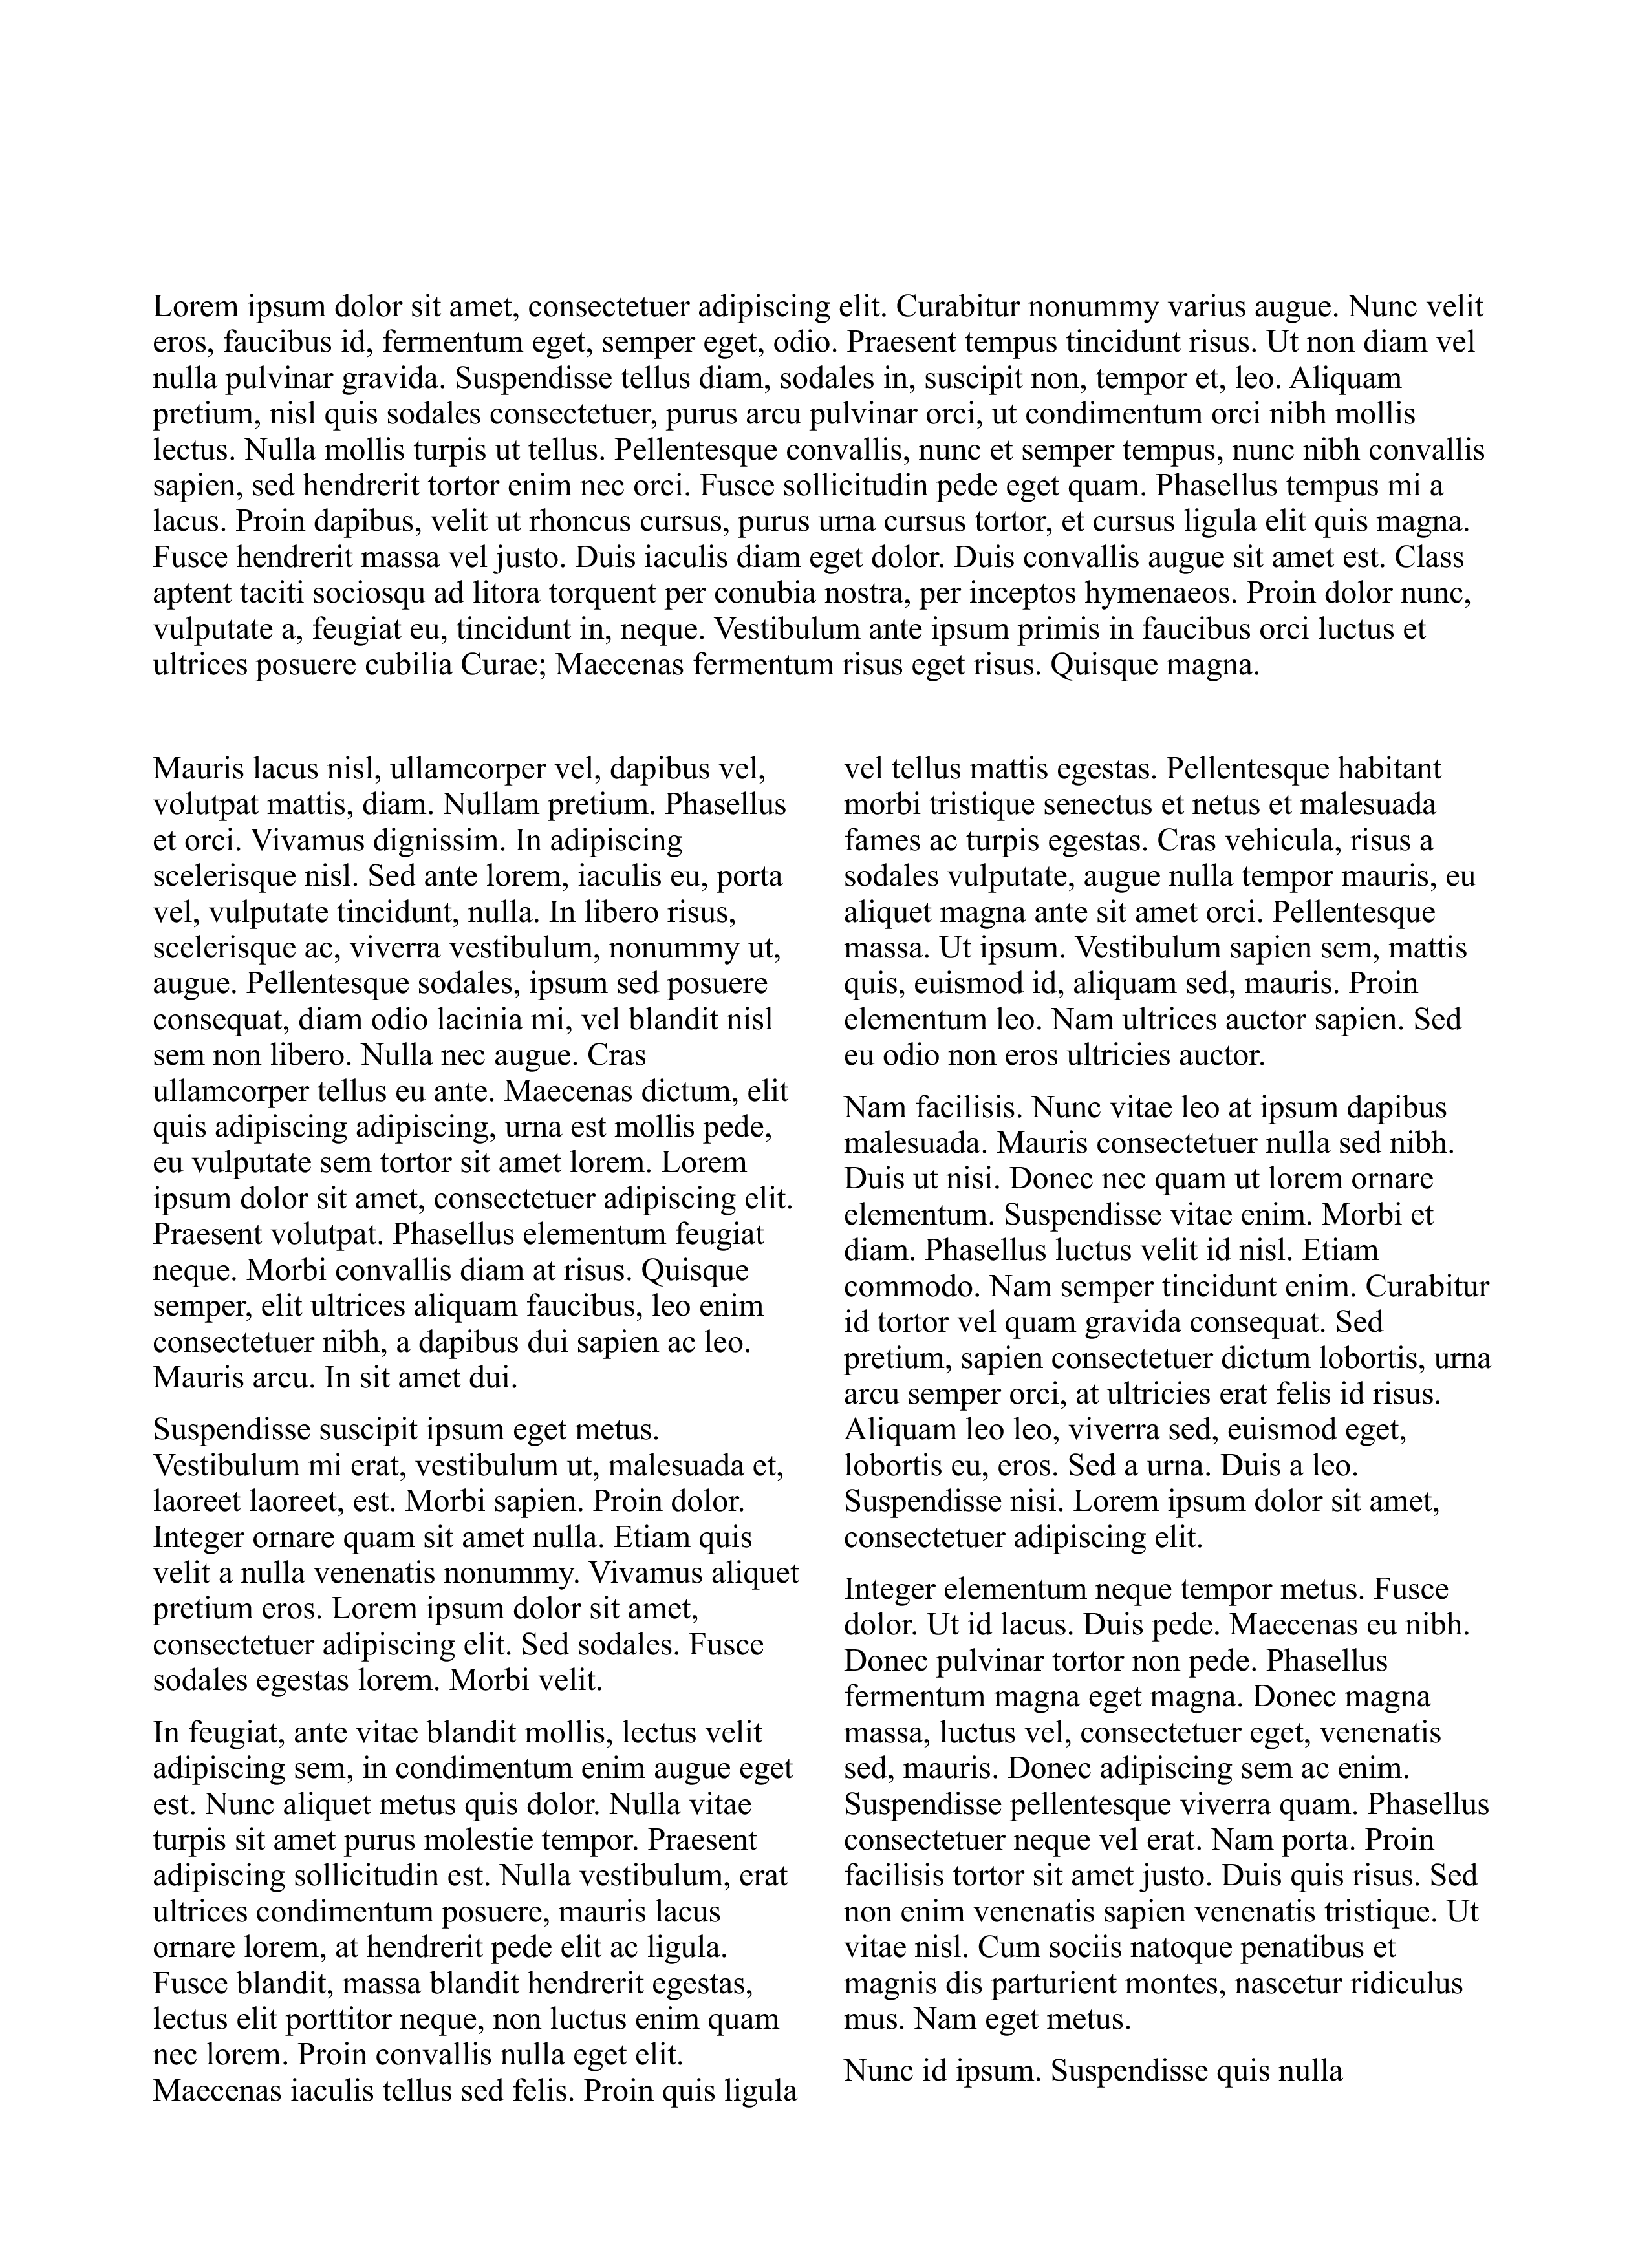 Lorem ipsum dolor sit amet, consectetuer adipiscing elit. Curabitur nonummy varius augue. Nunc velit
eros, faucibus id, fermentum eget, semper eget, odio. Praesent tempus tincidunt risus. Ut non diam vel
nulla pulvinar gravida. Suspendisse tellus diam, sodales in, suscipit non, tempor et, leo. Aliquam
pretium, nisl quis sodales consectetuer, purus arcu pulvinar orci, ut condimentum orci nibh mollis
lectus. Nulla mollis turpis ut tellus. Pellentesque convallis, nunc et semper tempus, nunc nibh convallis
sapien, sed hendrerit tortor enim nec orci. Fusce sollicitudin pede eget quam. Phasellus tempus mi a
lacus. Proin dapibus, velit ut rhoncus cursus, purus urna cursus tortor, et cursus ligula elit quis magna.
Fusce hendrerit massa vel justo. Duis iaculis diam eget dolor. Duis convallis augue sit amet est. Class
aptent taciti sociosqu ad litora torquent per conubia nostra, per inceptos hymenaeos. Proin dolor nunc,
vulputate a, feugiat eu, tincidunt in, neque. Vestibulum ante ipsum primis in faucibus orci luctus et
ultrices posuere cubilia Curae; Maecenas fermentum risus eget risus. Quisque magna.
Mauris lacus nisl, ullamcorper vel, dapibus vel,
volutpat mattis, diam. Nullam pretium. Phasellus
et orci. Vivamus dignissim. In adipiscing
scelerisque nisl. Sed ante lorem, iaculis eu, porta
vel, vulputate tincidunt, nulla. In libero risus,
scelerisque ac, viverra vestibulum, nonummy ut,
augue. Pellentesque sodales, ipsum sed posuere
consequat, diam odio lacinia mi, vel blandit nisl
sem non libero. Nulla nec augue. Cras
ullamcorper tellus eu ante. Maecenas dictum, elit
quis adipiscing adipiscing, urna est mollis pede,
eu vulputate sem tortor sit amet lorem. Lorem
ipsum dolor sit amet, consectetuer adipiscing elit.
Praesent volutpat. Phasellus elementum feugiat
neque. Morbi convallis diam at risus. Quisque
semper, elit ultrices aliquam faucibus, leo enim
consectetuer nibh, a dapibus dui sapien ac leo.
Mauris arcu. In sit amet dui.
Suspendisse suscipit ipsum eget metus.
Vestibulum mi erat, vestibulum ut, malesuada et,
laoreet laoreet, est. Morbi sapien. Proin dolor.
Integer ornare quam sit amet nulla. Etiam quis
velit a nulla venenatis nonummy. Vivamus aliquet
pretium eros. Lorem ipsum dolor sit amet,
consectetuer adipiscing elit. Sed sodales. Fusce
sodales egestas lorem. Morbi velit.
In feugiat, ante vitae blandit mollis, lectus velit
adipiscing sem, in condimentum enim augue eget
est. Nunc aliquet metus quis dolor. Nulla vitae
turpis sit amet purus molestie tempor. Praesent
adipiscing sollicitudin est. Nulla vestibulum, erat
ultrices condimentum posuere, mauris lacus
ornare lorem, at hendrerit pede elit ac ligula.
Fusce blandit, massa blandit hendrerit egestas,
lectus elit porttitor neque, non luctus enim quam
nec lorem. Proin convallis nulla eget elit.
Maecenas iaculis tellus sed felis. Proin quis ligula
vel tellus mattis egestas. Pellentesque habitant
morbi tristique senectus et netus et malesuada
fames ac turpis egestas. Cras vehicula, risus a
sodales vulputate, augue nulla tempor mauris, eu
aliquet magna ante sit amet orci. Pellentesque
massa. Ut ipsum. Vestibulum sapien sem, mattis
quis, euismod id, aliquam sed, mauris. Proin
elementum leo. Nam ultrices auctor sapien. Sed
eu odio non eros ultricies auctor.
Nam facilisis. Nunc vitae leo at ipsum dapibus
malesuada. Mauris consectetuer nulla sed nibh.
Duis ut nisi. Donec nec quam ut lorem ornare
elementum. Suspendisse vitae enim. Morbi et
diam. Phasellus luctus velit id nisl. Etiam
commodo. Nam semper tincidunt enim. Curabitur
id tortor vel quam gravida consequat. Sed
pretium, sapien consectetuer dictum lobortis, urna
arcu semper orci, at ultricies erat felis id risus.
Aliquam leo leo, viverra sed, euismod eget,
lobortis eu, eros. Sed a urna. Duis a leo.
Suspendisse nisi. Lorem ipsum dolor sit amet,
consectetuer adipiscing elit.
Integer elementum neque tempor metus. Fusce
dolor. Ut id lacus. Duis pede. Maecenas eu nibh.
Donec pulvinar tortor non pede. Phasellus
fermentum magna eget magna. Donec magna
massa, luctus vel, consectetuer eget, venenatis
sed, mauris. Donec adipiscing sem ac enim.
Suspendisse pellentesque viverra quam. Phasellus
consectetuer neque vel erat. Nam porta. Proin
facilisis tortor sit amet justo. Duis quis risus. Sed
non enim venenatis sapien venenatis tristique. Ut
vitae nisl. Cum sociis natoque penatibus et
magnis dis parturient montes, nascetur ridiculus
mus. Nam eget metus.
Nunc id ipsum. Suspendisse quis nulla